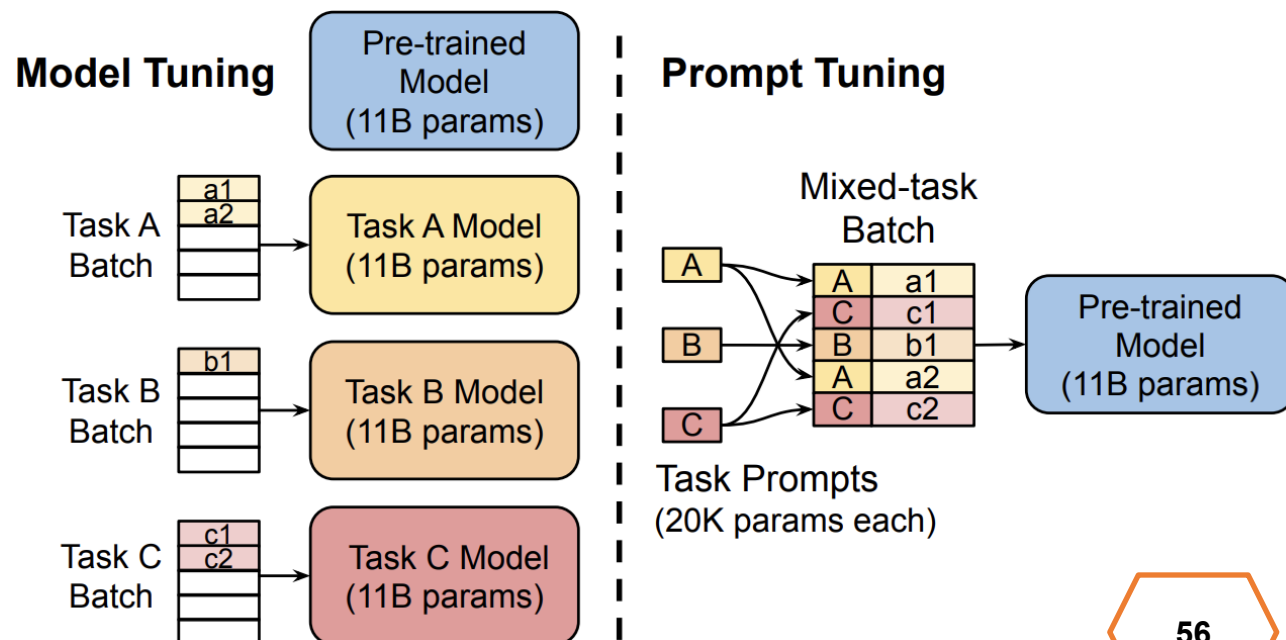 Model Tuning
Pre-trained
Model
(11B params)
Task A
Batch
a1
a2
Task A Model
(11B params)
Task B
Batch
b1
Task B Model
(11B params)
Task C
Batch
c1
c2
Task C Model
(11B params)
Prompt Tuning
Mixed-task
Batch
A
B
C
A a1
C c1
B b1
A a2
C c2
Pre-trained
Model
(11B params)
Task Prompts
(20K params each)
56